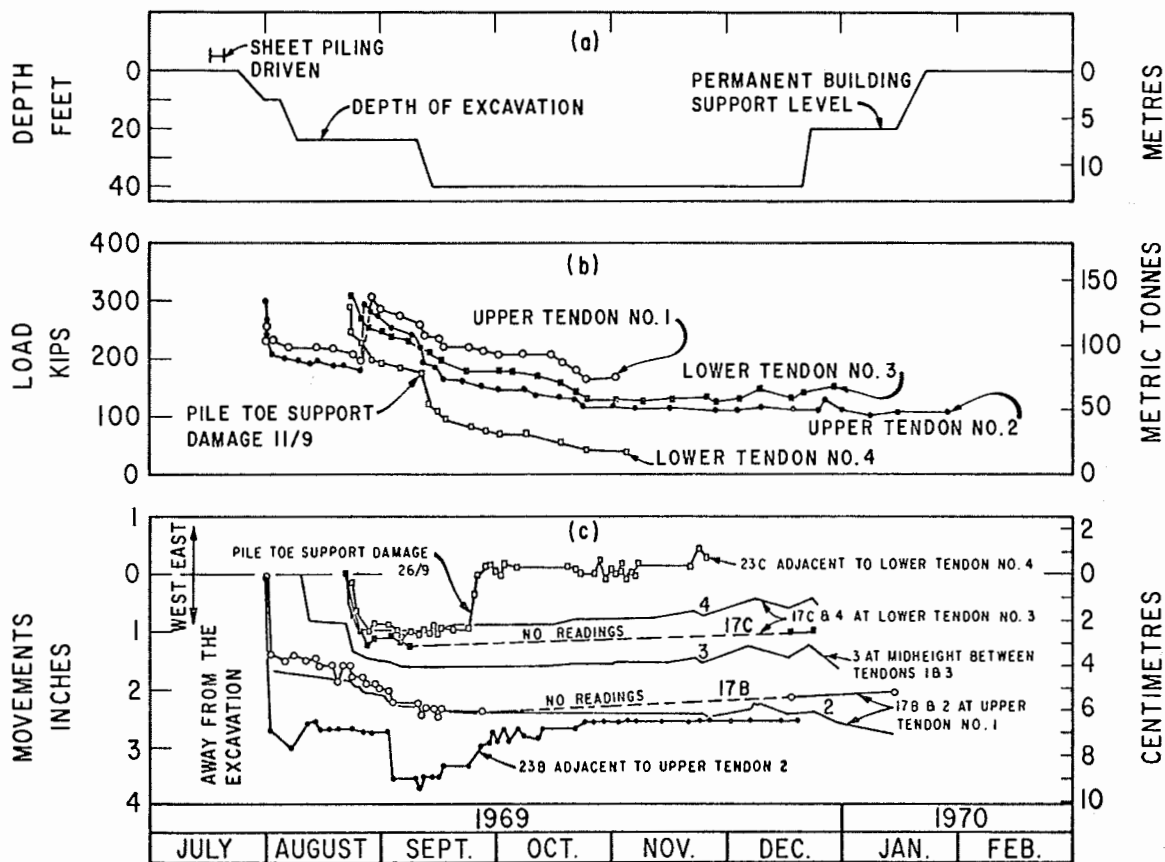 (a)
SHEET PILING
DRIVEN
DEPTH OF EXCAVATION
PERMANENT BUILDING
SUPPORT LEVEL
DEPTH
FEET
0
20
40
0
5
10
METRES
(b)
LOAD
KIPS
400
300
200
100
0
UPPER TENDON NO. 1
LOWER TENDON NO. 3
PILE TOE SUPPORT
DAMAGE 11/9
UPPER TENDON NO. 2
LOWER TENDON NO. 4
150
100
50
0
METRIC TONNES
(c)
MOVEMENTS
INCHES
1
0
1
2
3
4
WEST EAST
AWAY FROM THE
EXCAVATION
PILE TOE SUPPORT DAMAGE
26/9
23C ADJACENT TO LOWER TENDON NO. 4
4
17C & 4 AT LOWER TENDON NO. 3
NO READINGS
17C
3
3 AT MIDHEIGHT BETWEEN
TENDONS 1&3
NO READINGS
17B
2
17B & 2 AT UPPER
TENDON NO. 1
23B ADJACENT TO UPPER TENDON 2
2
0
2
4
6
8
10
CENTIMETRES
1969
1970
JULY
AUGUST
SEPT.
OCT.
NOV.
DEC.
JAN.
FEB.